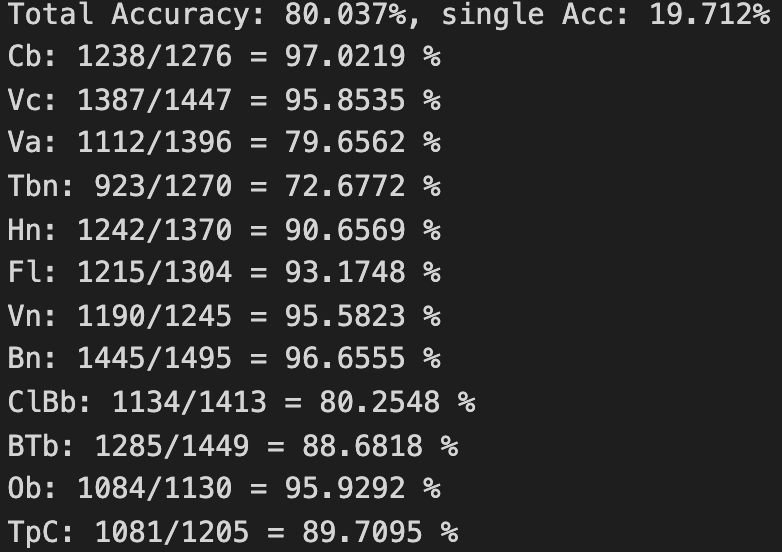 Total Accuracy: 80.037%, single Acc: 19.712%
Cb: 1238/1276 = 97.0219 %
Vc: 1387/1447 = 95.8535 %
Va: 1112/1396 = 79.6562 %
Tbn: 923/1270 = 72.6772 %
Hn: 1242/1370 = 90.6569 %
Fl: 1215/1304 = 93.1748 %
Vn: 1190/1245 = 95.5823 %
Bn: 1445/1495 = 96.6555 %
ClBb: 1134/1413 = 80.2548 %
BTb: 1285/1449 = 88.6818 %
Ob: 1084/1130 = 95.9292 %
TpC: 1081/1205 = 89.7095 %